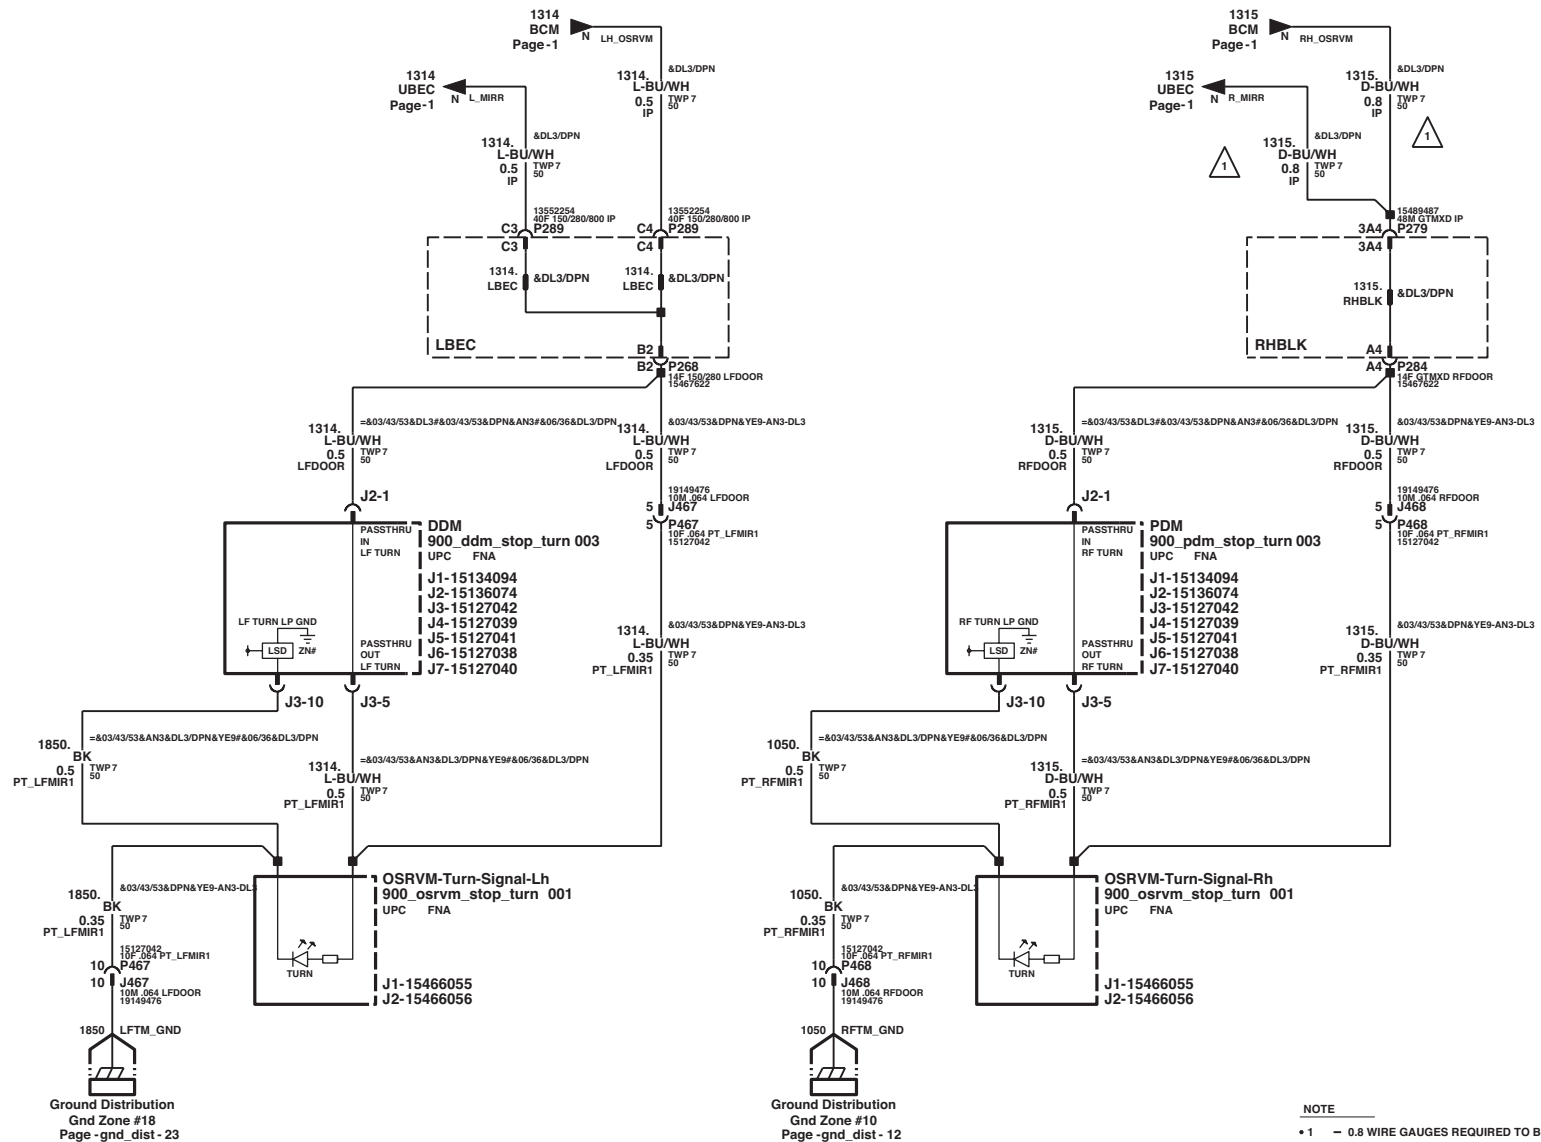 1314
BCM
Page-1
N
LH_OSRVM
1314
UBEC
Page-1
N
L_MIRR
&DL3/DPN
1314.
L-BU/WH
0.5
IP
TWP 7
50
&DL3/DPN
1314.
L-BU/WH
0.5
IP
TWP 7
50
13552254
40F 150/280/800 IP
C3 P289
C3
13552254
40F 150/280/800 IP
C4 P289
C4
1314.
LBEC
&DL3/DPN
1314.
LBEC
&DL3/DPN
LBEC
B2
B2 P268
14F 150/280 LFDOOR
15467622
=&03/43/53&DL3#&03/43/53&DPN&AN3#&06/36&DL3/DPN
1314.
L-BU/WH
0.5
LFDOOR
TWP 7
50
&03/43/53&DPN&YE9-AN3-DL3
1314.
L-BU/WH
0.5
LFDOOR
TWP 7
50
J2-1
19149476
10M .064 LFDOOR
5 J467
5 P467
10F .064 PT_LFMIR1
15127042
PASSTHRU
IN
LF TURN
DDM
900_ddm_stop_turn 003
UPC FNA
J1-15134094
J2-15136074
J3-15127042
J4-15127039
J5-15127041
J6-15127038
J7-15127040
LF TURN LP GND
LSD
ZN#
PASSTHRU
OUT
LF TURN
&03/43/53&DPN&YE9-AN3-DL3
1314.
L-BU/WH
0.35
PT_LFMIR1
TWP 7
50
J3-10
J3-5
=&03/43/53&AN3&DL3/DPN&YE9#&06/36&DL3/DPN
1850.
BK
0.5
PT_LFMIR1
TWP 7
50
=&03/43/53&AN3&DL3/DPN&YE9#&06/36&DL3/DPN
1314.
L-BU/WH
0.5
PT_LFMIR1
TWP 7
50
&03/43/53&DPN&YE9-AN3-DL3
1850.
BK
0.35
PT_LFMIR1
TWP 7
50
15127042
10F .064 PT_LFMIR1
10 P467
10 J467
10M .064 LFDOOR
19149476
OSRVM-Turn-Signal-Lh
900_osrvm_stop_turn 001
UPC FNA
TURN
J1-15466055
J2-15466056
1850 LFTM_GND
Ground Distribution
Gnd Zone #18
Page -gnd_dist - 23
1315
BCM
Page-1
N
RH_OSRVM
1315
UBEC
Page-1
N
R_MIRR
&DL3/DPN
1315.
D-BU/WH
0.8
IP
TWP 7
50
1
&DL3/DPN
1315.
D-BU/WH
0.8
IP
TWP 7
50
1
15489487
48M GTMXD IP
3A4 P279
3A4
1315.
RHBLK
&DL3/DPN
RHBLK
A4
A4 P284
14F GTMXD RFDOOR
15467622
=&03/43/53&DL3#&03/43/53&DPN&AN3#&06/36&DL3/DPN
1315.
D-BU/WH
0.5
RFDOOR
TWP 7
50
&03/43/53&DPN&YE9-AN3-DL3
1315.
D-BU/WH
0.5
RFDOOR
TWP 7
50
J2-1
19149476
10M .064 RFDOOR
5 J468
5 P468
10F .064 PT_RFMIR1
15127042
PASSTHRU
IN
RF TURN
PDM
900_pdm_stop_turn 003
UPC FNA
J1-15134094
J2-15136074
J3-15127042
J4-15127039
J5-15127041
J6-15127038
J7-15127040
RF TURN LP GND
LSD
ZN#
PASSTHRU
OUT
RF TURN
&03/43/53&DPN&YE9-AN3-DL3
1315.
D-BU/WH
0.35
PT_RFMIR1
TWP 7
50
J3-10
J3-5
=&03/43/53&AN3&DL3/DPN&YE9#&06/36&DL3/DPN
1050.
BK
0.5
PT_RFMIR1
TWP 7
50
=&03/43/53&AN3&DL3/DPN&YE9#&06/36&DL3/DPN
1315.
D-BU/WH
0.5
PT_RFMIR1
TWP 7
50
&03/43/53&DPN&YE9-AN3-DL
1050.
BK
0.35
PT_RFMIR1
TWP 7
50
15127042
10F .064 PT_RFMIR1
10 P468
10 J468
10M .064 RFDOOR
19149476
OSRVM-Turn-Signal-Rh
900_osrvm_stop_turn 001
UPC FNA
TURN
J1-15466055
J2-15466056
1050 RFTM_GND
Ground Distribution
Gnd Zone #10
Page -gnd_dist - 12
NOTE
• 1 – 0.8 WIRE GAUGES REQUIRED TO B